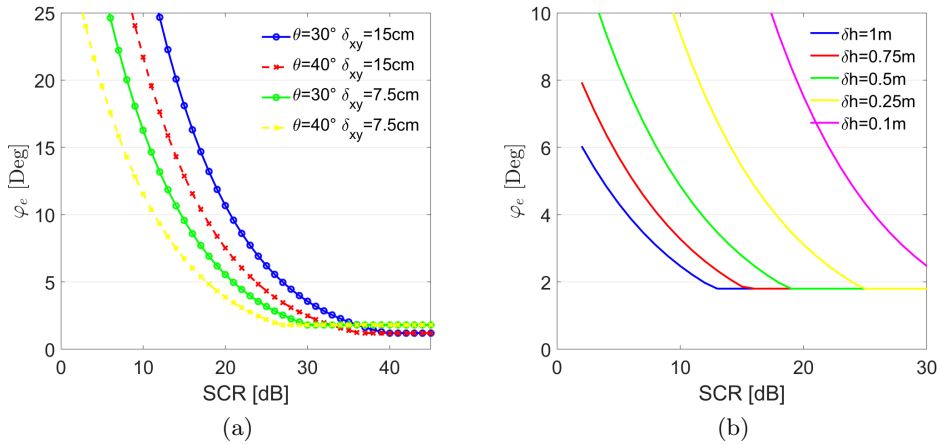 25
20
15
10
5
0
φe [Deg]
θ=30° δxy=15cm
θ=40° δxy=15cm
θ=30° δxy=7.5cm
θ=40° δxy=7.5cm
0 10 20 30 40
SCR [dB]
(a)
10
8
6
4
2
0
φe [Deg]
δh=1m
δh=0.75m
δh=0.5m
δh=0.25m
δh=0.1m
0 10 20 30
SCR [dB]
(b)